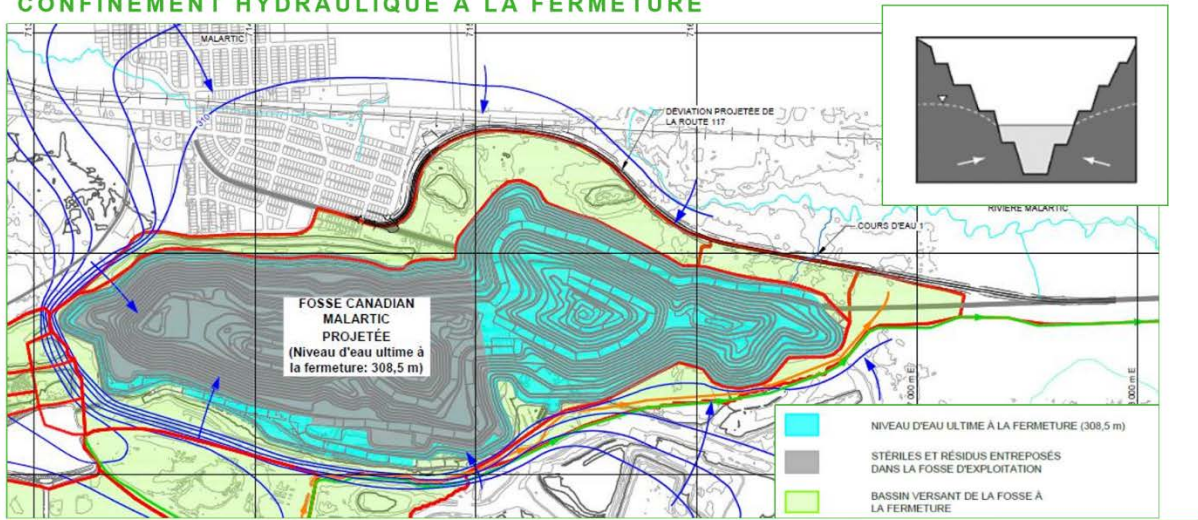 CONFINEMENT HYDRAULIQUE À LA FERMETURE
MALARTIC
310
DÉVIATION PROJETÉE DE
LA ROUTE 117
RIVIÈRE MALARTIC
COURS D'EAU 1
FOSSE CANADIAN
MALARTIC
PROJETÉE
(Niveau d'eau ultime à
la fermeture: 308,5 m)
NIVEAU D'EAU ULTIME À LA FERMETURE (308,5 m)
STÉRILES ET RÉSIDUS ENTREPOSÉS
DANS LA FOSSE D'EXPLOITATION
BASSIN VERSANT DE LA FOSSE À
LA FERMETURE